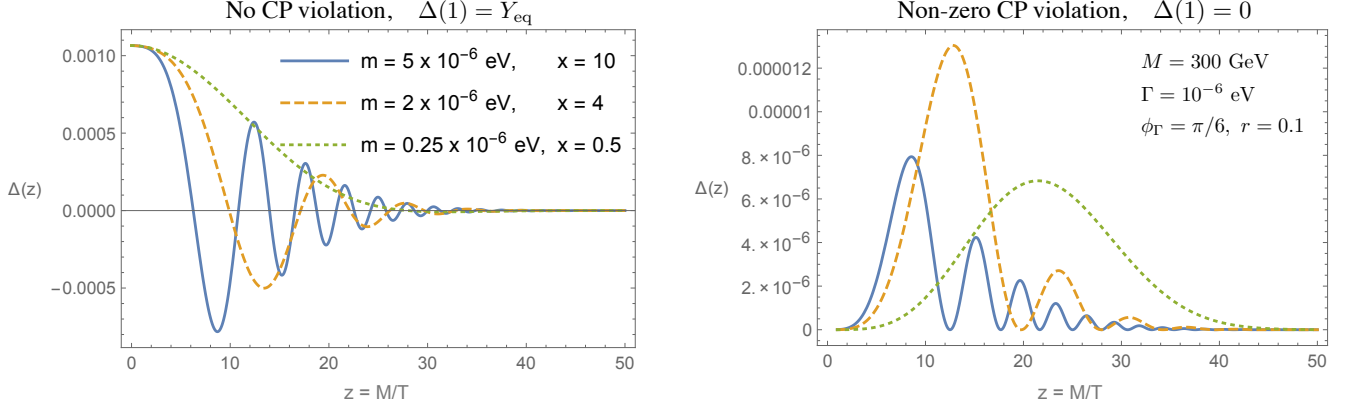 No CP violation, Δ(1) = Y_eq
0.0010
0.0005
0.0000
−0.0005
Δ(z)
m = 5 x 10⁻⁶ eV, x = 10
m = 2 x 10⁻⁶ eV, x = 4
m = 0.25 x 10⁻⁶ eV, x = 0.5
0 10 20 30 40 50
z = M/T
Non-zero CP violation, Δ(1) = 0
0.000012
0.00001
8. × 10⁻⁶
6. × 10⁻⁶
4. × 10⁻⁶
2. × 10⁻⁶
0
Δ(z)
M = 300 GeV
Γ = 10⁻⁶ eV
ϕ_Γ = π/6, r = 0.1
0 10 20 30 40 50
z = M/T